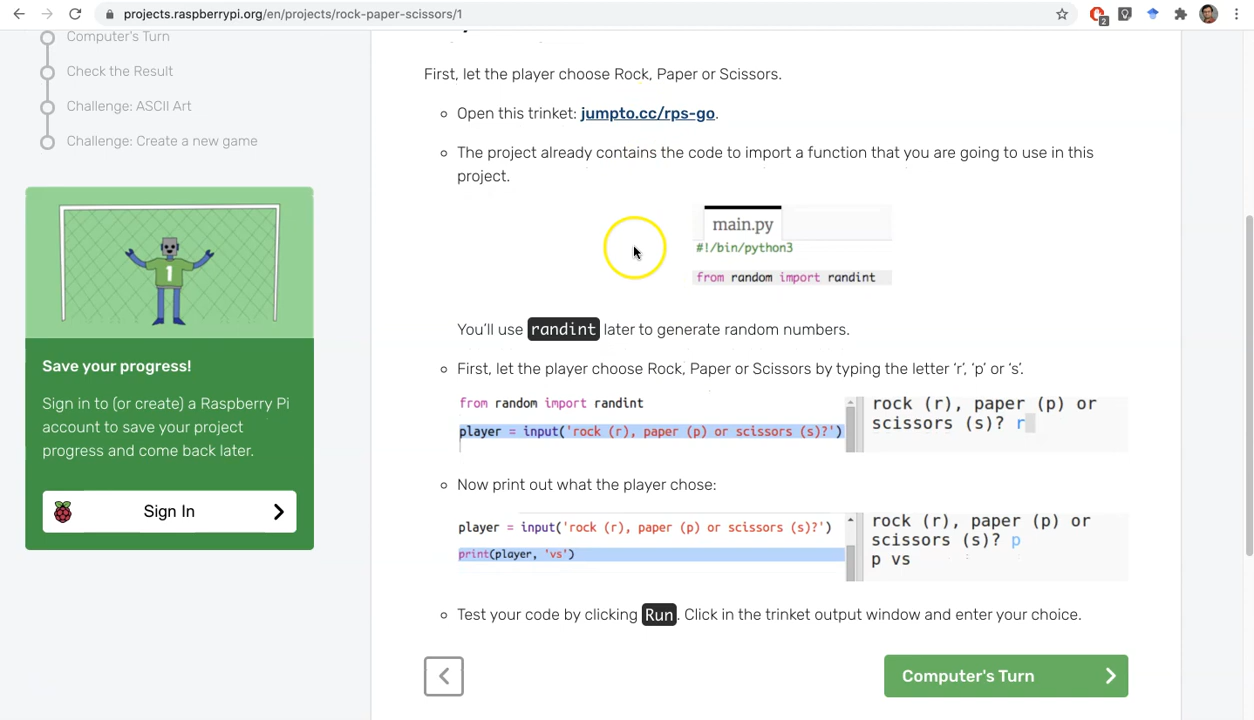 projects.raspberrypi.org/en/projects/rock-paper-scissors/1
2
Computer's Turn
Check the Result
Challenge: ASCII Art
Challenge: Create a new game
1
Save your progress!
Sign in to (or create) a Raspberry Pi
account to save your project
progress and come back later.
Sign In
First, let the player choose Rock, Paper or Scissors.
Open this trinket: jumpto.cc/rps-go.
The project already contains the code to import a function that you are going to use in this
project.
main.py
#!/bin/python3
from random import randint
You'll use randint later to generate random numbers.
First, let the player choose Rock, Paper or Scissors by typing the letter ‘r’, ‘p’ or ‘s’.
from random import randint
player = input('rock (r), paper (p) or scissors (s)?')
rock (r), paper (p) or
scissors (s)? r
Now print out what the player chose:
player = input('rock (r), paper (p) or scissors (s)?')
print(player, 'vs')
rock (r), paper (p) or
scissors (s)? p
p vs
Test your code by clicking Run. Click in the trinket output window and enter your choice.
Computer's Turn